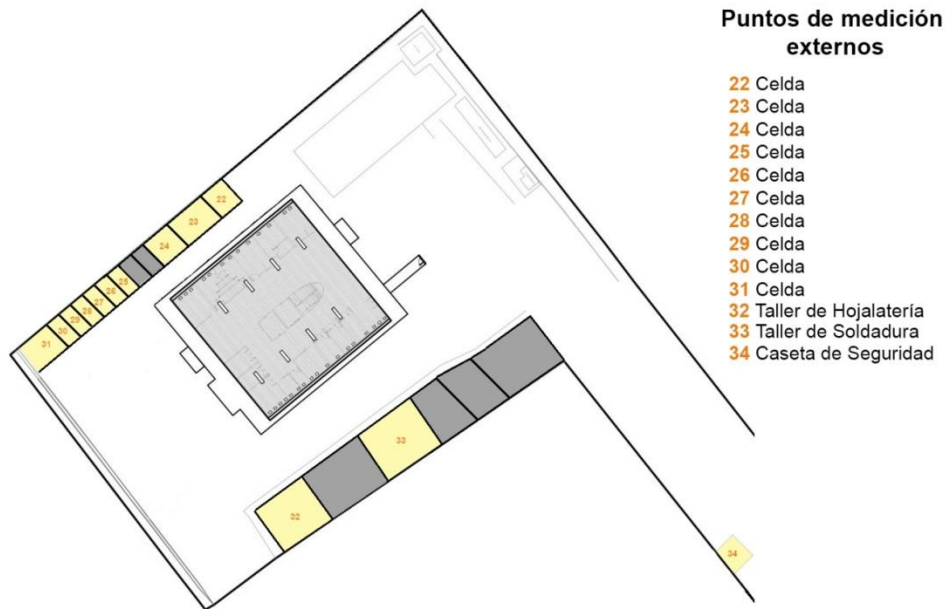 Puntos de medición
externos
22 Celda
23 Celda
24 Celda
25 Celda
26 Celda
27 Celda
28 Celda
29 Celda
30 Celda
31 Celda
32 Taller de Hojalatería
33 Taller de Soldadura
34 Caseta de Seguridad
22
23
24
25
26
27
28
29
30
31
33
32
34